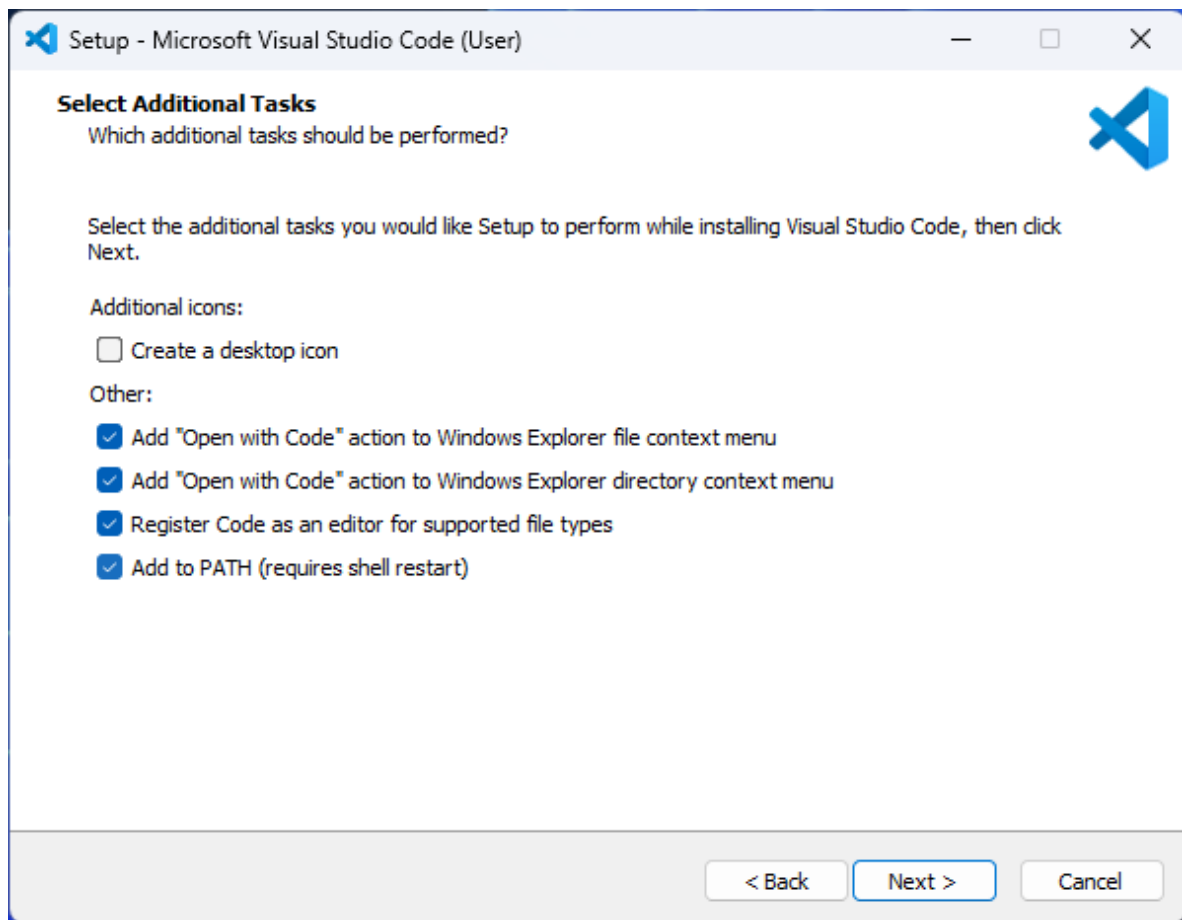 Setup - Microsoft Visual Studio Code (User)
Select Additional Tasks
Which additional tasks should be performed?
Select the additional tasks you would like Setup to perform while installing Visual Studio Code, then click
Next.
Additional icons:
Create a desktop icon
Other:
Add "Open with Code" action to Windows Explorer file context menu
Add "Open with Code" action to Windows Explorer directory context menu
Register Code as an editor for supported file types
Add to PATH (requires shell restart)
< Back Next > Cancel